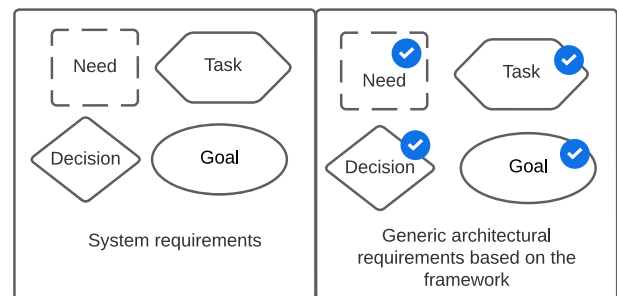 Need
Task
Decision
Goal
System requirements
Need
Task
Decision
Goal
Generic architectural
requirements based on the
framework